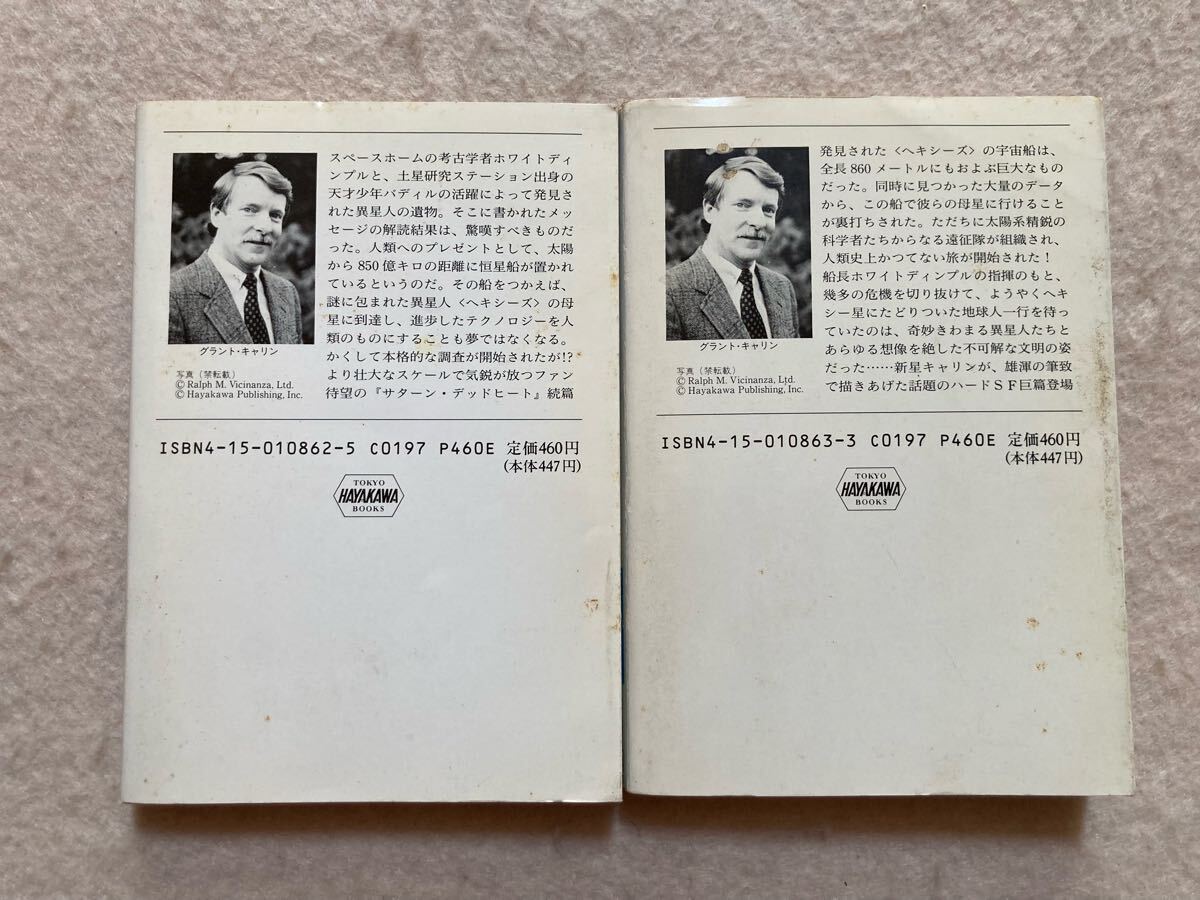 スペースホームの考古学者ホワイトディ
ンプルと、土星研究ステーション出身の
天才少年バディルの活躍によって発見さ
れた異星人の遺物。そこに書かれたメッ
セージの解読結果は、驚嘆すべきものだ
った。人類へのプレゼントとして、太陽
から850億キロの距離に恒星船が置かれ
ているというのだ。その船をつかえば、
謎に包まれた異星人〈ヘキシーズ〉の母
星に到達し、進歩したテクノロジーを人
類のものにすることも夢ではなくなる。
かくして本格的な調査が開始されたが!?
より壮大なスケールで気鋭が放つファン
待望の『サターン・デッドヒート』続篇
グラント・キャリン
写真（禁転載）
© Ralph M. Vicinanza, Ltd.
© Hayakawa Publishing, Inc.
ISBN4-15-010862-5 C0197 P460E 定価460円
(本体447円)
TOKYO
HAYAKAWA
BOOKS
発見された〈ヘキシーズ〉の宇宙船は、
全長860メートルにもおよぶ巨大なもの
だった。同時に見つかった大量のデータ
から、この船で彼らの母星に行けること
が裏打ちされた。ただちに太陽系精鋭の
科学者たちからなる遠征隊が組織され、
人類史上かつてない旅が開始された！
船長ホワイトディンプルの指揮のもと、
幾多の危機を切り抜けて、ようやくヘキ
シー星にたどりついた地球人一行を待っ
ていたのは、奇妙きわまる異星人たちと
あらゆる想像を絶した不可解な文明の姿
だった……新星キャリンが、雄渾の筆致
で描きあげた話題のハードＳＦ巨篇登場
グラント・キャリン
写真（禁転載）
© Ralph M. Vicinanza, Ltd.
© Hayakawa Publishing, Inc.
ISBN4-15-010863-3 C0197 P460E 定価460円
(本体447円)
TOKYO
HAYAKAWA
BOOKS